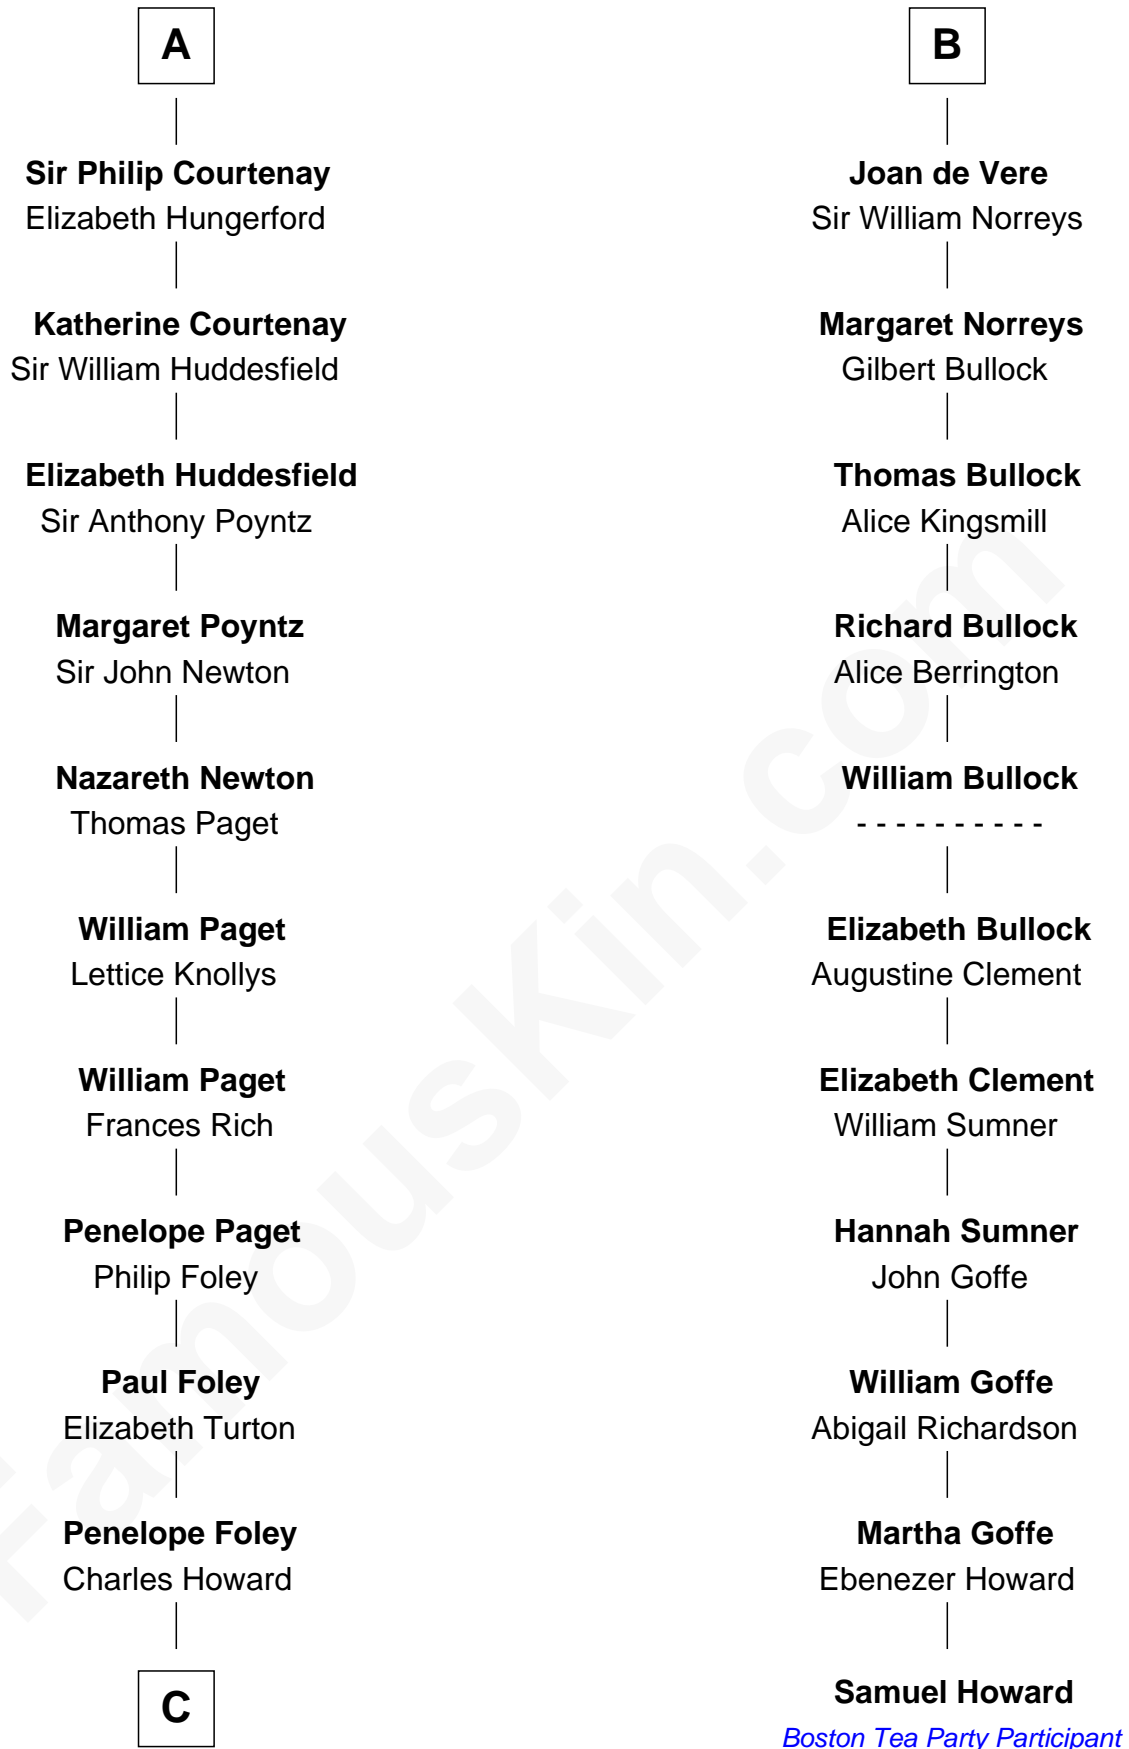 A
Sir Philip Courtenay
Elizabeth Hungerford
Katherine Courtenay
Sir William Huddesfield
Elizabeth Huddesfield
Sir Anthony Poyntz
Margaret Poyntz
Sir John Newton
Nazareth Newton
Thomas Paget
William Paget
Lettice Knollys
William Paget
Frances Rich
Penelope Paget
Philip Foley
Paul Foley
Elizabeth Turton
Penelope Foley
Charles Howard
C
B
Joan de Vere
Sir William Norreys
Margaret Norreys
Gilbert Bullock
Thomas Bullock
Alice Kingsmill
Richard Bullock
Alice Berrington
William Bullock
- - - - - - - - - -
Elizabeth Bullock
Augustine Clement
Elizabeth Clement
William Sumner
Hannah Sumner
John Goffe
William Goffe
Abigail Richardson
Martha Goffe
Ebenezer Howard
Samuel Howard
Boston Tea Party Participant
FamousKin.com